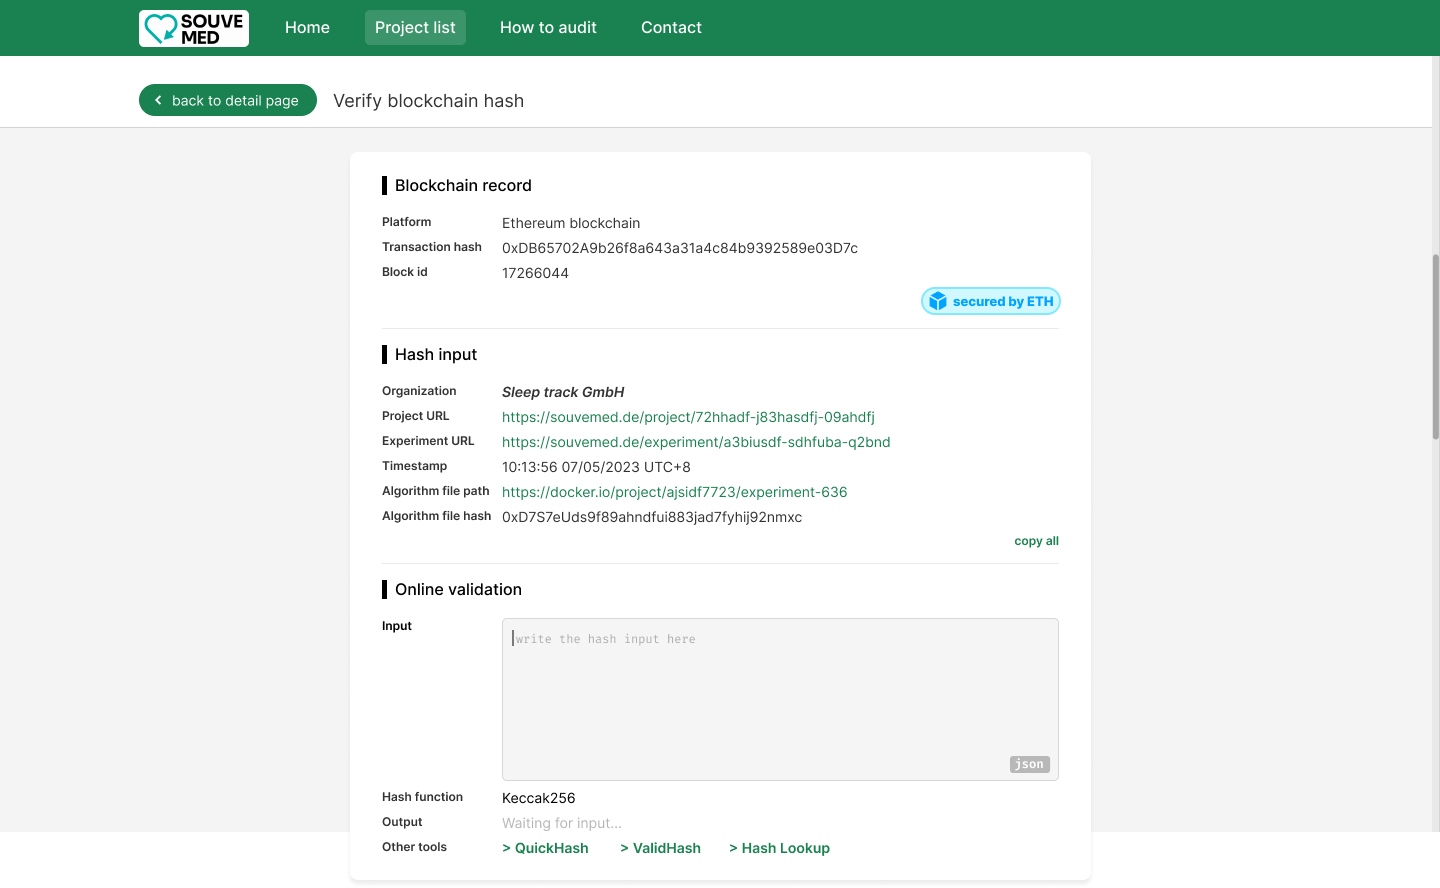 SOUVE
MED
Home
Project list
How to audit
Contact
back to detail page
Verify blockchain hash
Blockchain record
Platform Ethereum blockchain
Transaction hash 0xDB65702A9b26f8a643a31a4c84b9392589e03D7c
Block id 17266044
secured by ETH
Hash input
Organization Sleep track GmbH
Project URL https://souvemed.de/project/72hhadf-j83hasdfj-09ahdfj
Experiment URL https://souvemed.de/experiment/a3biusdf-sdhfuba-q2bnd
Timestamp 10:13:56 07/05/2023 UTC+8
Algorithm file path https://docker.io/project/ajsidf7723/experiment-636
Algorithm file hash 0xD7S7eUds9f89ahndfui883jad7fyhij92nmxc
copy all
Online validation
Input
write the hash input here
json
Hash function Keccak256
Output Waiting for input...
Other tools > QuickHash > ValidHash > Hash Lookup